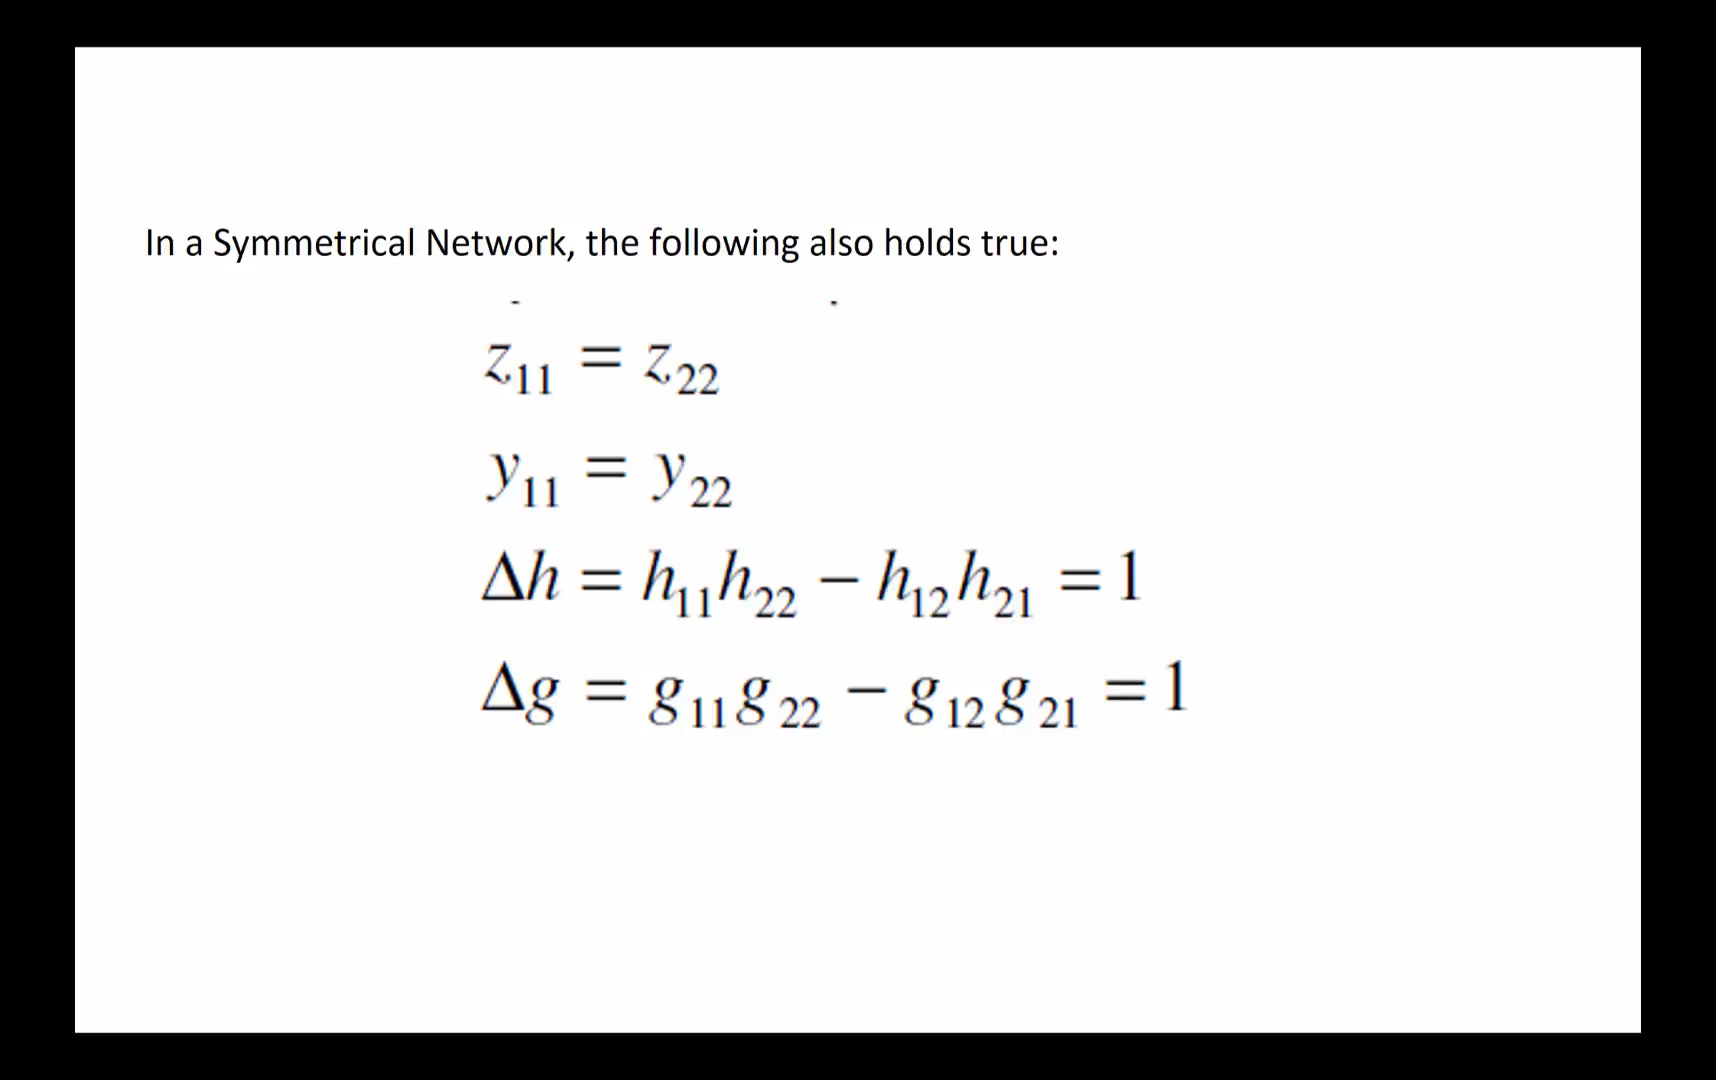 In a Symmetrical Network, the following also holds true:
z₁₁ = z₂₂
y₁₁ = y₂₂
Δh = h₁₁h₂₂ − h₁₂h₂₁ = 1
Δg = g₁₁g₂₂ − g₁₂g₂₁ = 1